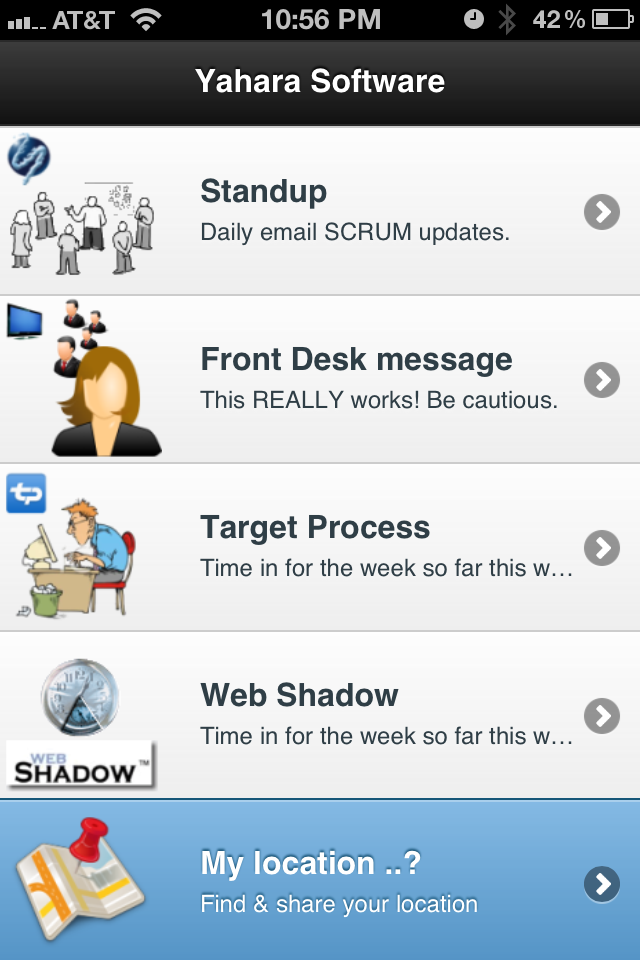 AT&T 10:56 PM 42%
Yahara Software
Standup
Daily email SCRUM updates.
Front Desk message
This REALLY works! Be cautious.
tp
Target Process
Time in for the week so far this w…
Web Shadow
Time in for the week so far this w…
WEB
SHADOW™
My location ..?
Find & share your location